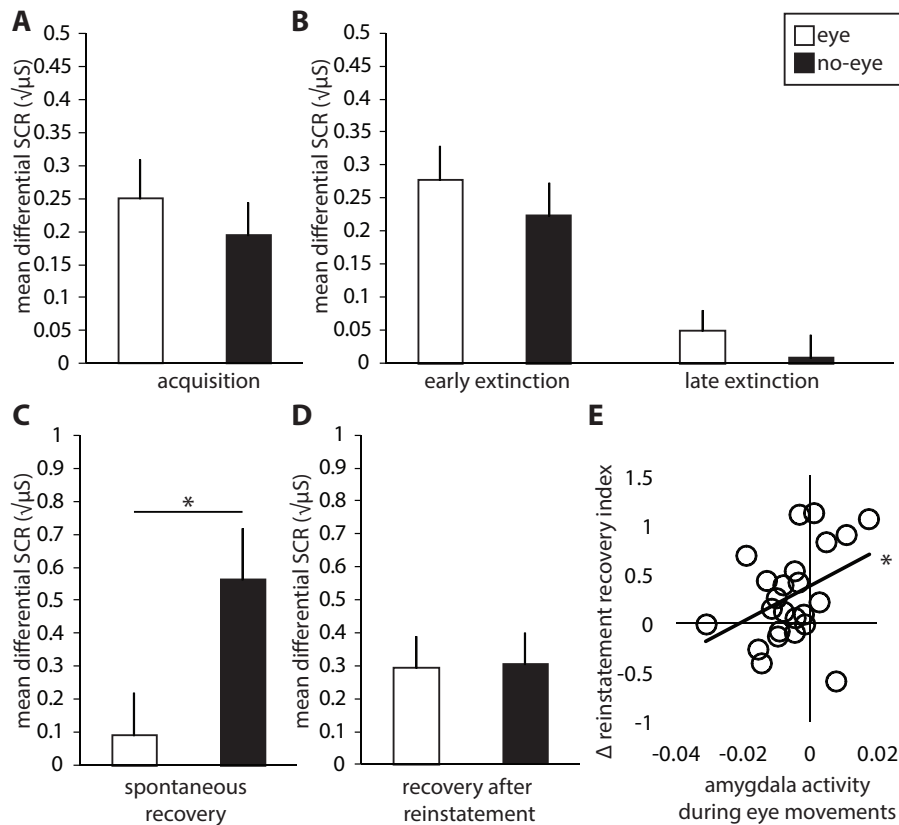 A
B
eye
no-eye
mean differential SCR (√µS)
0.5
0.45
0.4
0.35
0.3
0.25
0.2
0.15
0.1
0.05
0
acquisition
mean differential SCR (√µS)
0.5
0.45
0.4
0.35
0.3
0.25
0.2
0.15
0.1
0.05
0
early extinction
late extinction
C
mean differential SCR (√µS)
1
0.9
0.8
0.7
0.6
0.5
0.4
0.3
0.2
0.1
0
*
spontaneous
recovery
D
mean differential SCR (√µS)
1
0.9
0.8
0.7
0.6
0.5
0.4
0.3
0.2
0.1
0
recovery after
reinstatement
E
Δ reinstatement recovery index
1.5
1
0.5
0
-0.5
-1
*
-0.04
-0.02
0
0.02
amygdala activity
during eye movements